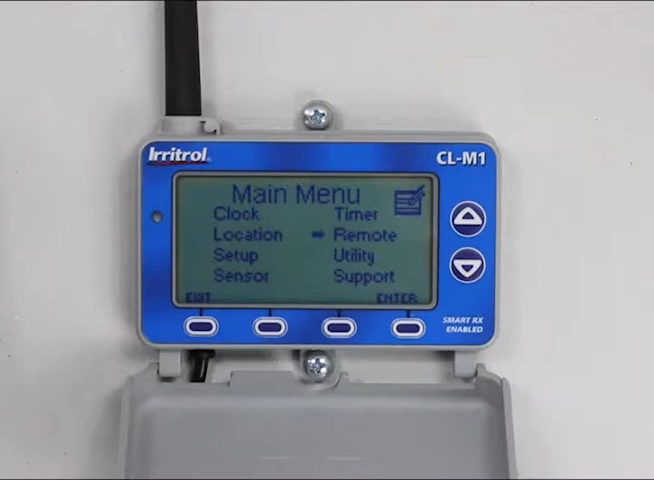 Irritrol
CL-M1
Main Menu
Clock Timer
Location Remote
Setup Utility
Sensor Support
EXIT ENTER
SMART RX
ENABLED